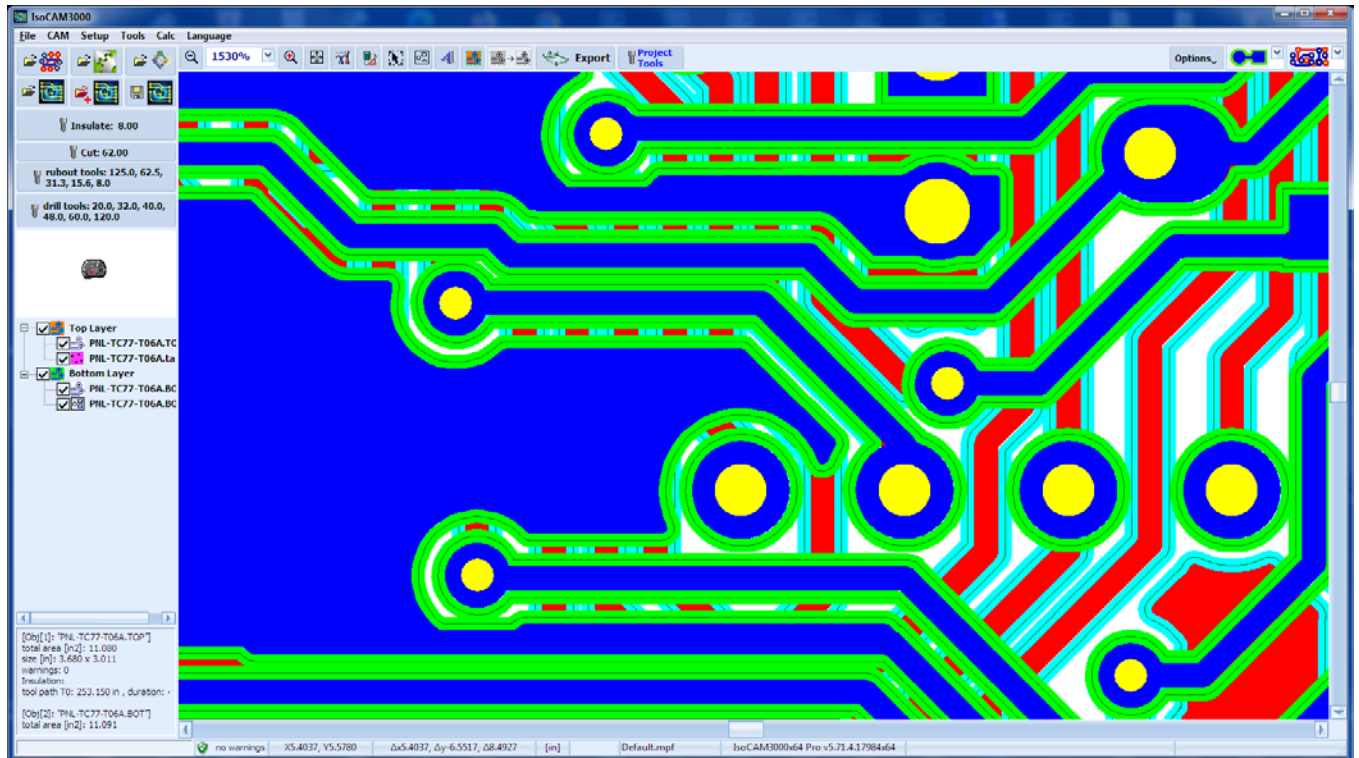 IsoCAM3000
File CAM Setup Tools Calc Language
1530% Export Project Tools Options
Insulate: 8.00
Cut: 62.00
rubout tools: 125.0, 62.5,
31.3, 15.6, 8.0
drill tools: 20.0, 32.0, 40.0,
48.0, 60.0, 120.0
Top Layer
PNL-TC77-T06A.TC
PNL-TC77-T06A.La
Bottom Layer
PNL-TC77-T06A.BC
PNL-TC77-T06A.BC
[Obj[1]: "PNL-TC77-T06A.TOP"]
total area [in2]: 11.080
size [in]: 3.680 x 3.011
warnings: 0
Insulation:
tool path T0: 253.150 in , duration:
[Obj[2]: "PNL-TC77-T06A.BOT"]
total area [in2]: 11.091
no warnings X5.4037, Y5.5780 Δx5.4037, Δy-6.5517, Δ8.4927 [in] Default.mpf IsoCAM3000x64 Pro v5.71.4.17984x64